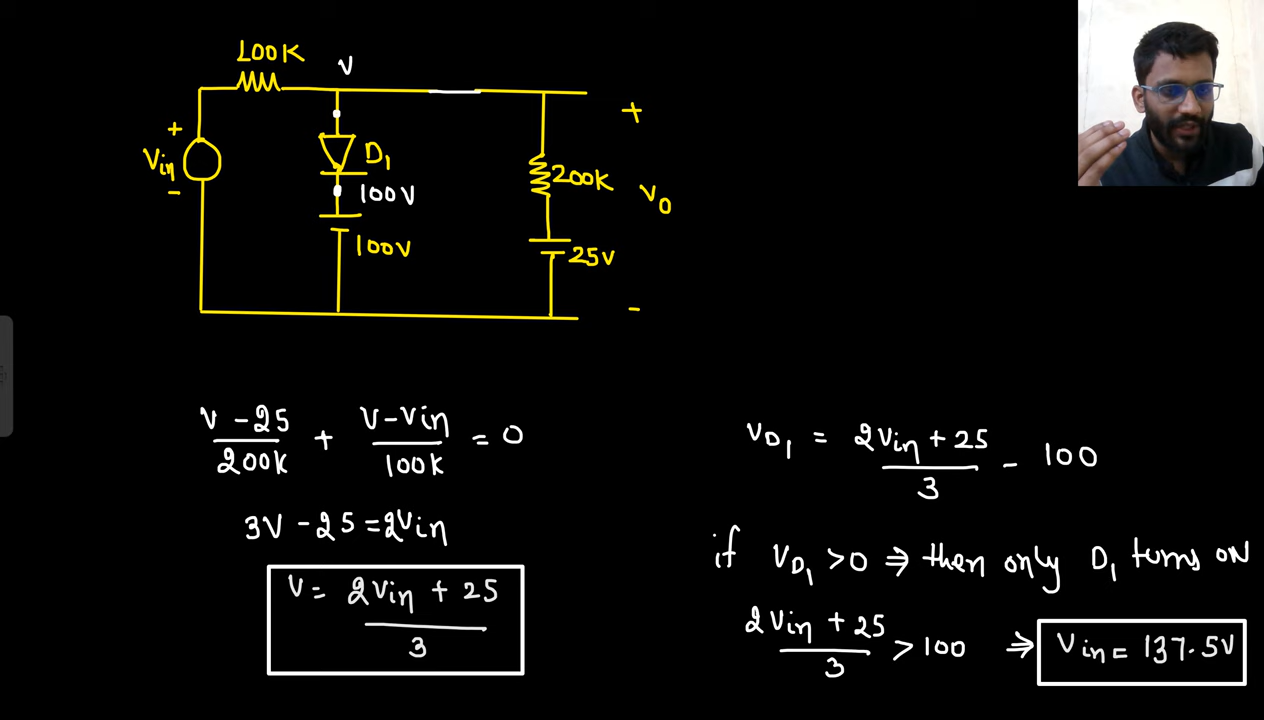 100K
V
+
Vin
-
D1
100V
100V
200K
25V
+
Vo
-
V-25/200K + V-Vin/100K = 0
3V-25=2Vin
V= 2Vin + 25/3
VD1 = 2Vin + 25/3 - 100
if VD1 >0 ⇒ then only D1 turns ON
2Vin + 25/3 > 100 ⇒ Vin = 137.5V